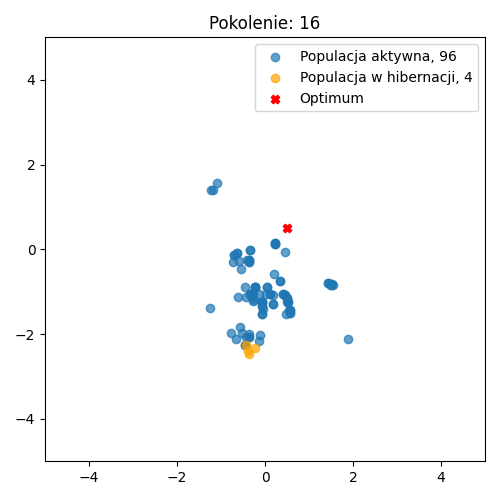 Pokolenie: 16
Populacja aktywna, 96
Populacja w hibernacji, 4
Optimum
4
2
0
−2
−4
−4 −2 0 2 4